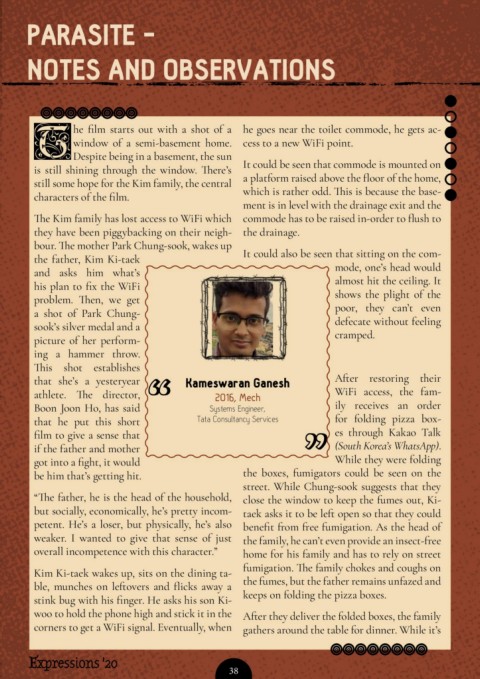 PARASITE -
NOTES AND OBSERVATIONS
The film starts out with a shot of a
window of a semi-basement home.
Despite being in a basement, the sun
is still shining through the window. There's
still some hope for the Kim family, the central
characters of the film.
The Kim family has lost access to WiFi which
they have been piggybacking on their neigh-
bour. The mother Park Chung-sook, wakes up
the father, Kim Ki-taek
and asks him what's
his plan to fix the WiFi
problem. Then, we get
a shot of Park Chung-
sook's silver medal and a
picture of her perform-
ing a hammer throw.
This shot establishes
that she's a yesteryear
athlete. The director,
Boon Joon Ho, has said
that he put this short
film to give a sense that
if the father and mother
got into a fight, it would
be him that's getting hit.
“The father, he is the head of the household,
but socially, economically, he's pretty incom-
petent. He's a loser, but physically, he's also
weaker. I wanted to give that sense of just
overall incompetence with this character.”
Kim Ki-taek wakes up, sits on the dining ta-
ble, munches on leftovers and flicks away a
stink bug with his finger. He asks his son Ki-
woo to hold the phone high and stick it in the
corners to get a WiFi signal. Eventually, when
he goes near the toilet commode, he gets ac-
cess to a new WiFi point.
It could be seen that commode is mounted on
a platform raised above the floor of the home,
which is rather odd. This is because the base-
ment is in level with the drainage exit and the
commode has to be raised in-order to flush to
the drainage.
It could also be seen that sitting on the com-
mode, one's head would
almost hit the ceiling. It
shows the plight of the
poor, they can't even
defecate without feeling
cramped.
“
Kameswaran Ganesh
2016, Mech
Systems Engineer,
Tata Consultancy Services
”
After restoring their
WiFi access, the fam-
ily receives an order
for folding pizza box-
es through Kakao Talk
(South Korea's WhatsApp).
While they were folding
the boxes, fumigators could be seen on the
street. While Chung-sook suggests that they
close the window to keep the fumes out, Ki-
taek asks it to be left open so that they could
benefit from free fumigation. As the head of
the family, he can't even provide an insect-free
home for his family and has to rely on street
fumigation. The family chokes and coughs on
the fumes, but the father remains unfazed and
keeps on folding the pizza boxes.
After they deliver the folded boxes, the family
gathers around the table for dinner. While it's
Expressions '20
38